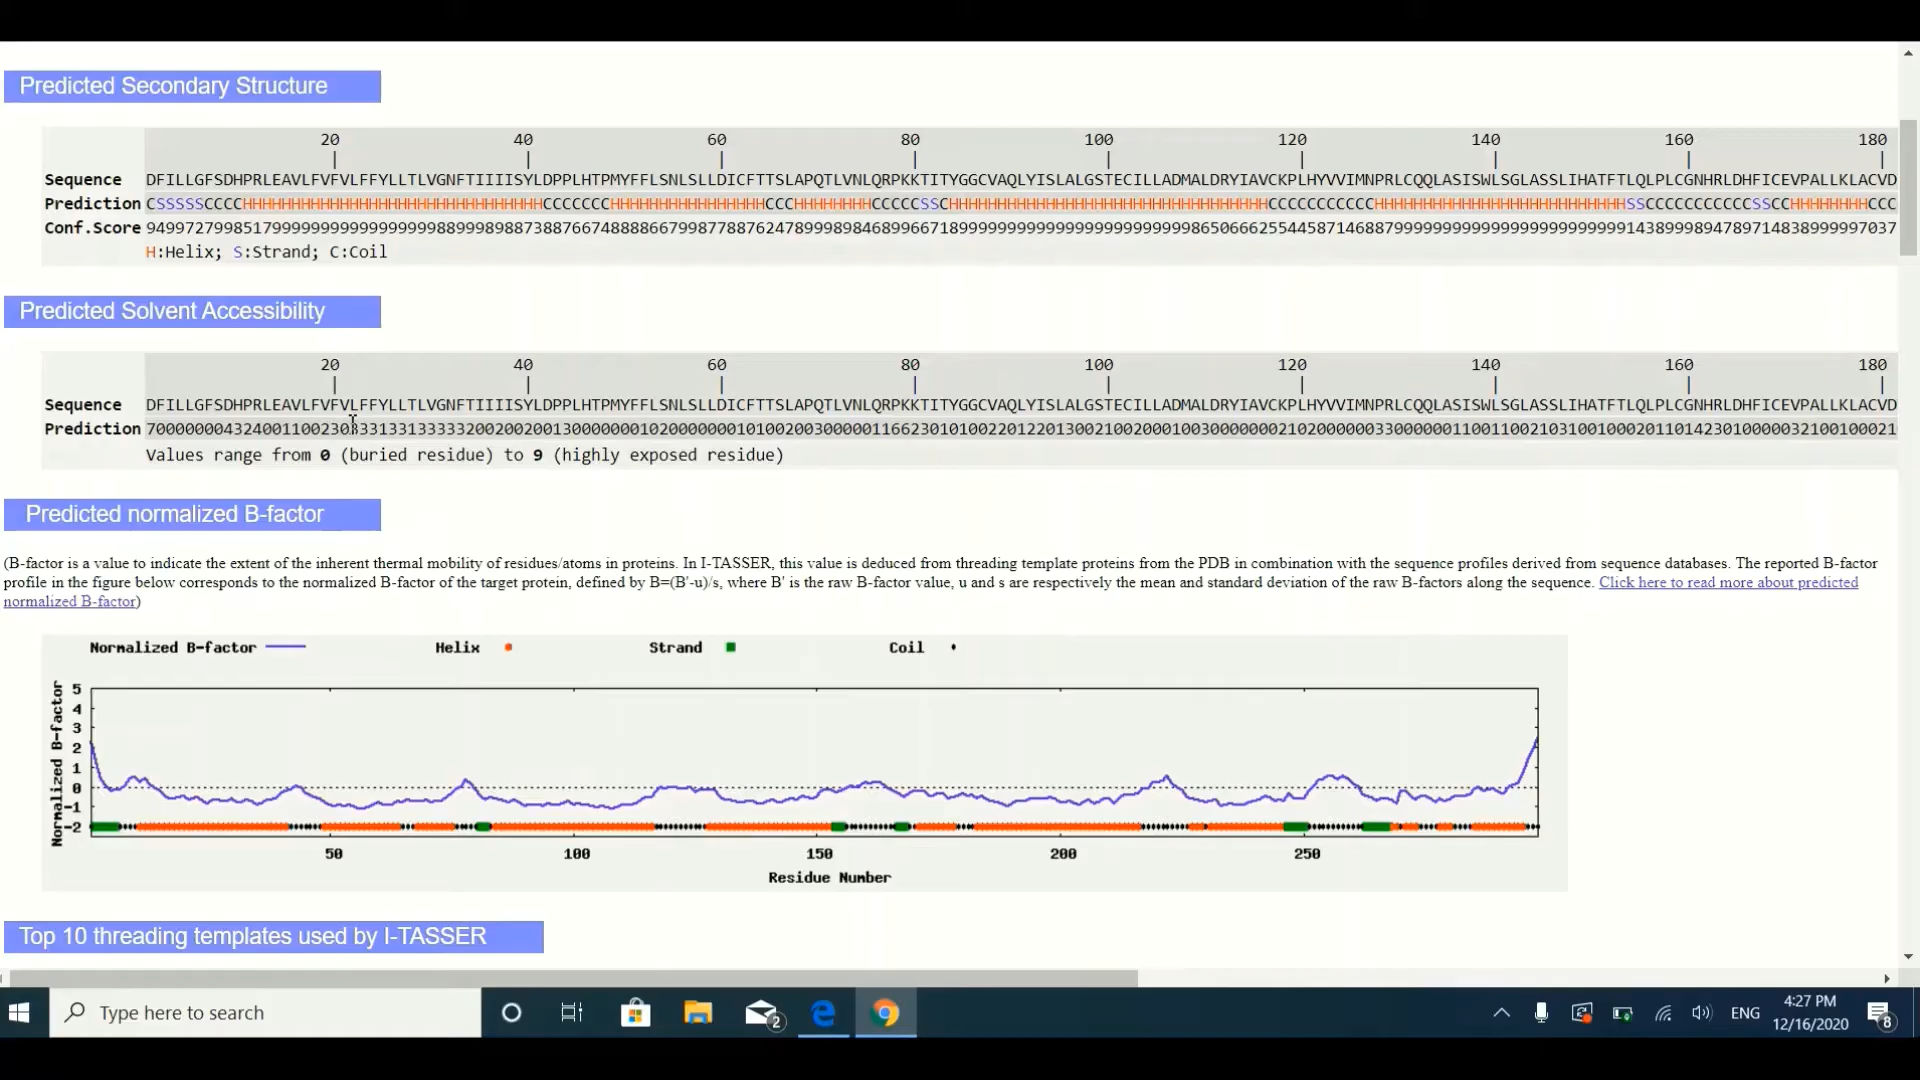 Predicted Secondary Structure
20 40 60 80 100 120 140 160 180
Sequence DFILLGFSDHPRLEAVLFVFVLFFYLLTLVGNFTIIIISYLDPPLHTPMYFFLSNLSLLDICFTTSLAPQTLVNLQRPKKTITYGGCVAQLYISLALGSTECILLADMALDRYIAVCKPLHYVVIMNPRLCQQLASISWLSGLASSLIHATFTLQLPLCGNHRLDHFICEVPALLKLACVD
Prediction CSSSSSCCCCHHHHHHHHHHHHHHHHHHHHHHHHHHHHHHHCCCCCCCHHHHHHHHHHHHHHHHCCCHHHHHHHHCCCCCSSCHHHHHHHHHHHHHHHHHHHHHHHHHHHHHHHHHCCCCCCCCCCCHHHHHHHHHHHHHHHHHHHHHHHHHHSSCCCCCCCCCCCSSCCHHHHHHHHCCC
H:Helix; S:Strand; C:Coil
Predicted Solvent Accessibility
20 40 60 80 100 120 140 160 180
Sequence DFILLGFSDHPRLEAVLFVFVLFFYLLTLVGNFTIIIISYLDPPLHTPMYFFLSNLSLLDICFTTSLAPQTLVNLQRPKKTITYGGCVAQLYISLALGSTECILLADMALDRYIAVCKPLHYVVIMNPRLCQQLASISWLSGLASSLIHATFTLQLPLCGNHRLDHFICEVPALLKLACVD
Prediction
Values range from 0 (buried residue) to 9 (highly exposed residue)
Predicted normalized B-factor
(B-factor is a value to indicate the extent of the inherent thermal mobility of residues/atoms in proteins. In I-TASSER, this value is deduced from threading template proteins from the PDB in combination with the sequence profiles derived from sequence databases. The reported B-factor
profile in the figure below corresponds to the normalized B-factor of the target protein, defined by B=(B'-u)/s, where B' is the raw B-factor value, u and s are respectively the mean and standard deviation of the raw B-factors along the sequence. Click here to read more about predicted
normalized B-factor)
Normalized B-factor Helix Strand Coil
Normalized B-factor
5
4
3
2
1
0
-1
-2
50 100 150 200 250
Residue Number
Top 10 threading templates used by I-TASSER
Type here to search
2
ENG
4:27 PM
12/16/2020
8